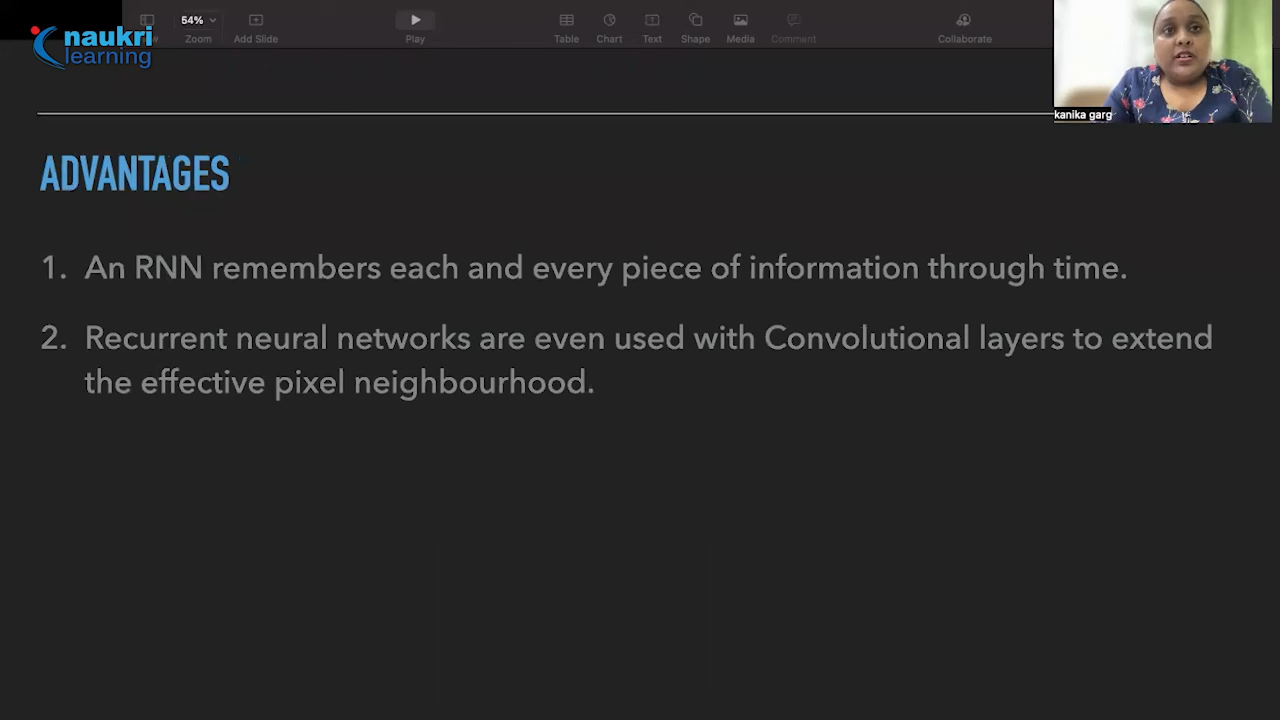 naukri
learning
54%
Zoom
Add Slide
Play
Table
Chart
Text
Shape
Media
Comment
Collaborate
kanika garg
ADVANTAGES
1. An RNN remembers each and every piece of information through time.
2. Recurrent neural networks are even used with Convolutional layers to extend
the effective pixel neighbourhood.